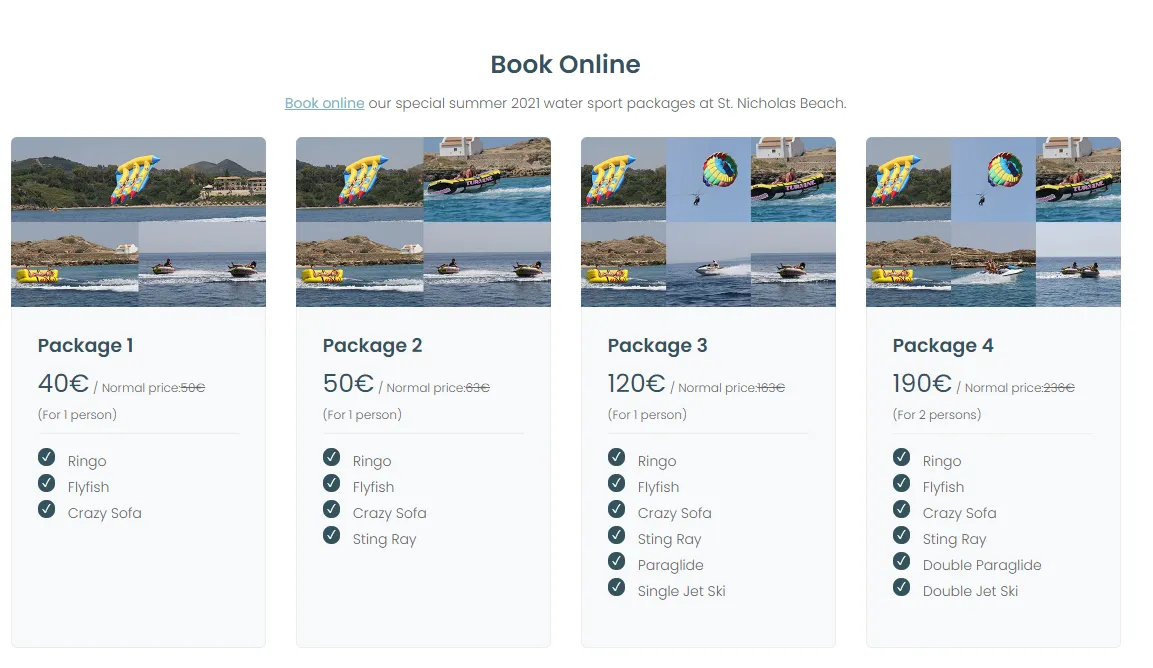 Book Online
Book online our special summer 2021 water sport packages at St. Nicholas Beach.
TURBINE
TURBINE
Package 1
40€ / Normal price:50€
(For 1 person)
Ringo
Flyfish
Crazy Sofa
Package 2
50€ / Normal price:63€
(For 1 person)
Ringo
Flyfish
Crazy Sofa
Sting Ray
Package 3
120€ / Normal price:163€
(For 1 person)
Ringo
Flyfish
Crazy Sofa
Sting Ray
Paraglide
Single Jet Ski
Package 4
190€ / Normal price:236€
(For 2 persons)
Ringo
Flyfish
Crazy Sofa
Sting Ray
Double Paraglide
Double Jet Ski